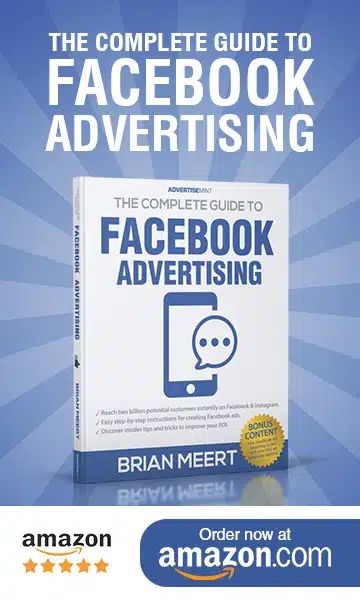 THE COMPLETE GUIDE TO
FACEBOOK
ADVERTISING
ADVERTISEMINT
THE COMPLETE GUIDE TO
FACEBOOK
ADVERTISING
✓ Reach two billion potential customers instantly on Facebook & Instagram.
✓ Easy step-by-step instructions for creating Facebook ads.
✓ Discover insider tips and tricks to improve your ROI.
BONUS
CONTENT
BRIAN MEERT
FACEBOOK ADVERTISING
BRIAN MEERT
amazon
Order now at
amazon.com